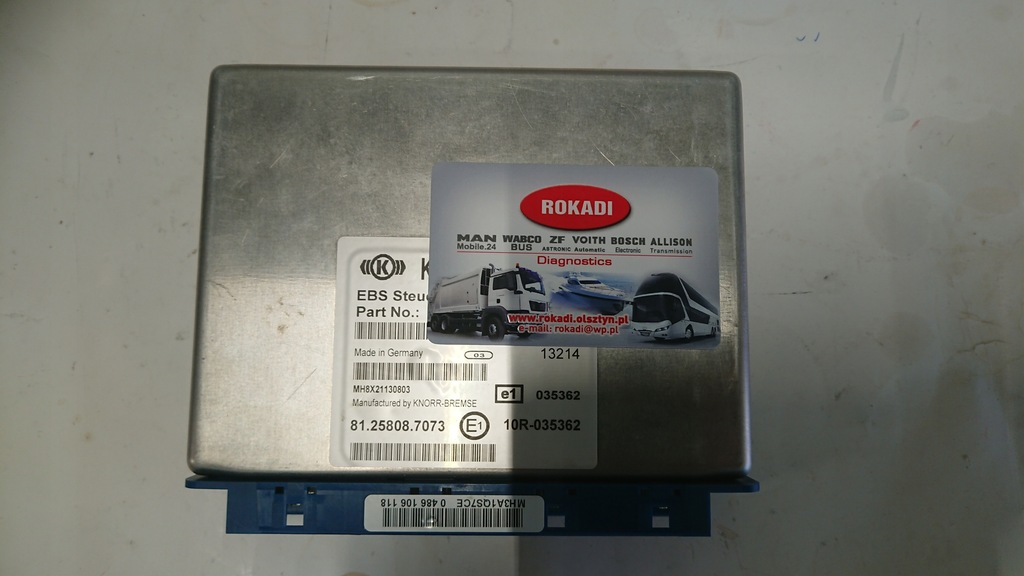 ROKADI
MAN WABCO ZF VOITH BOSCH ALLISON
Mobile.24 BUS ASTRONIC Automatic Electronic Transmission
Diagnostics
www.rokadi.olsztyn.pl
e-mail: rokadi@wp.pl
K
EBS
Part No.:
Made in Germany 03 13214
MH8X21130803
e1 035362
Manufactured by KNORR-BREMSE
81.25808.7073 E1 10R-035362
MH3A1QS7CE 0 486 106 118